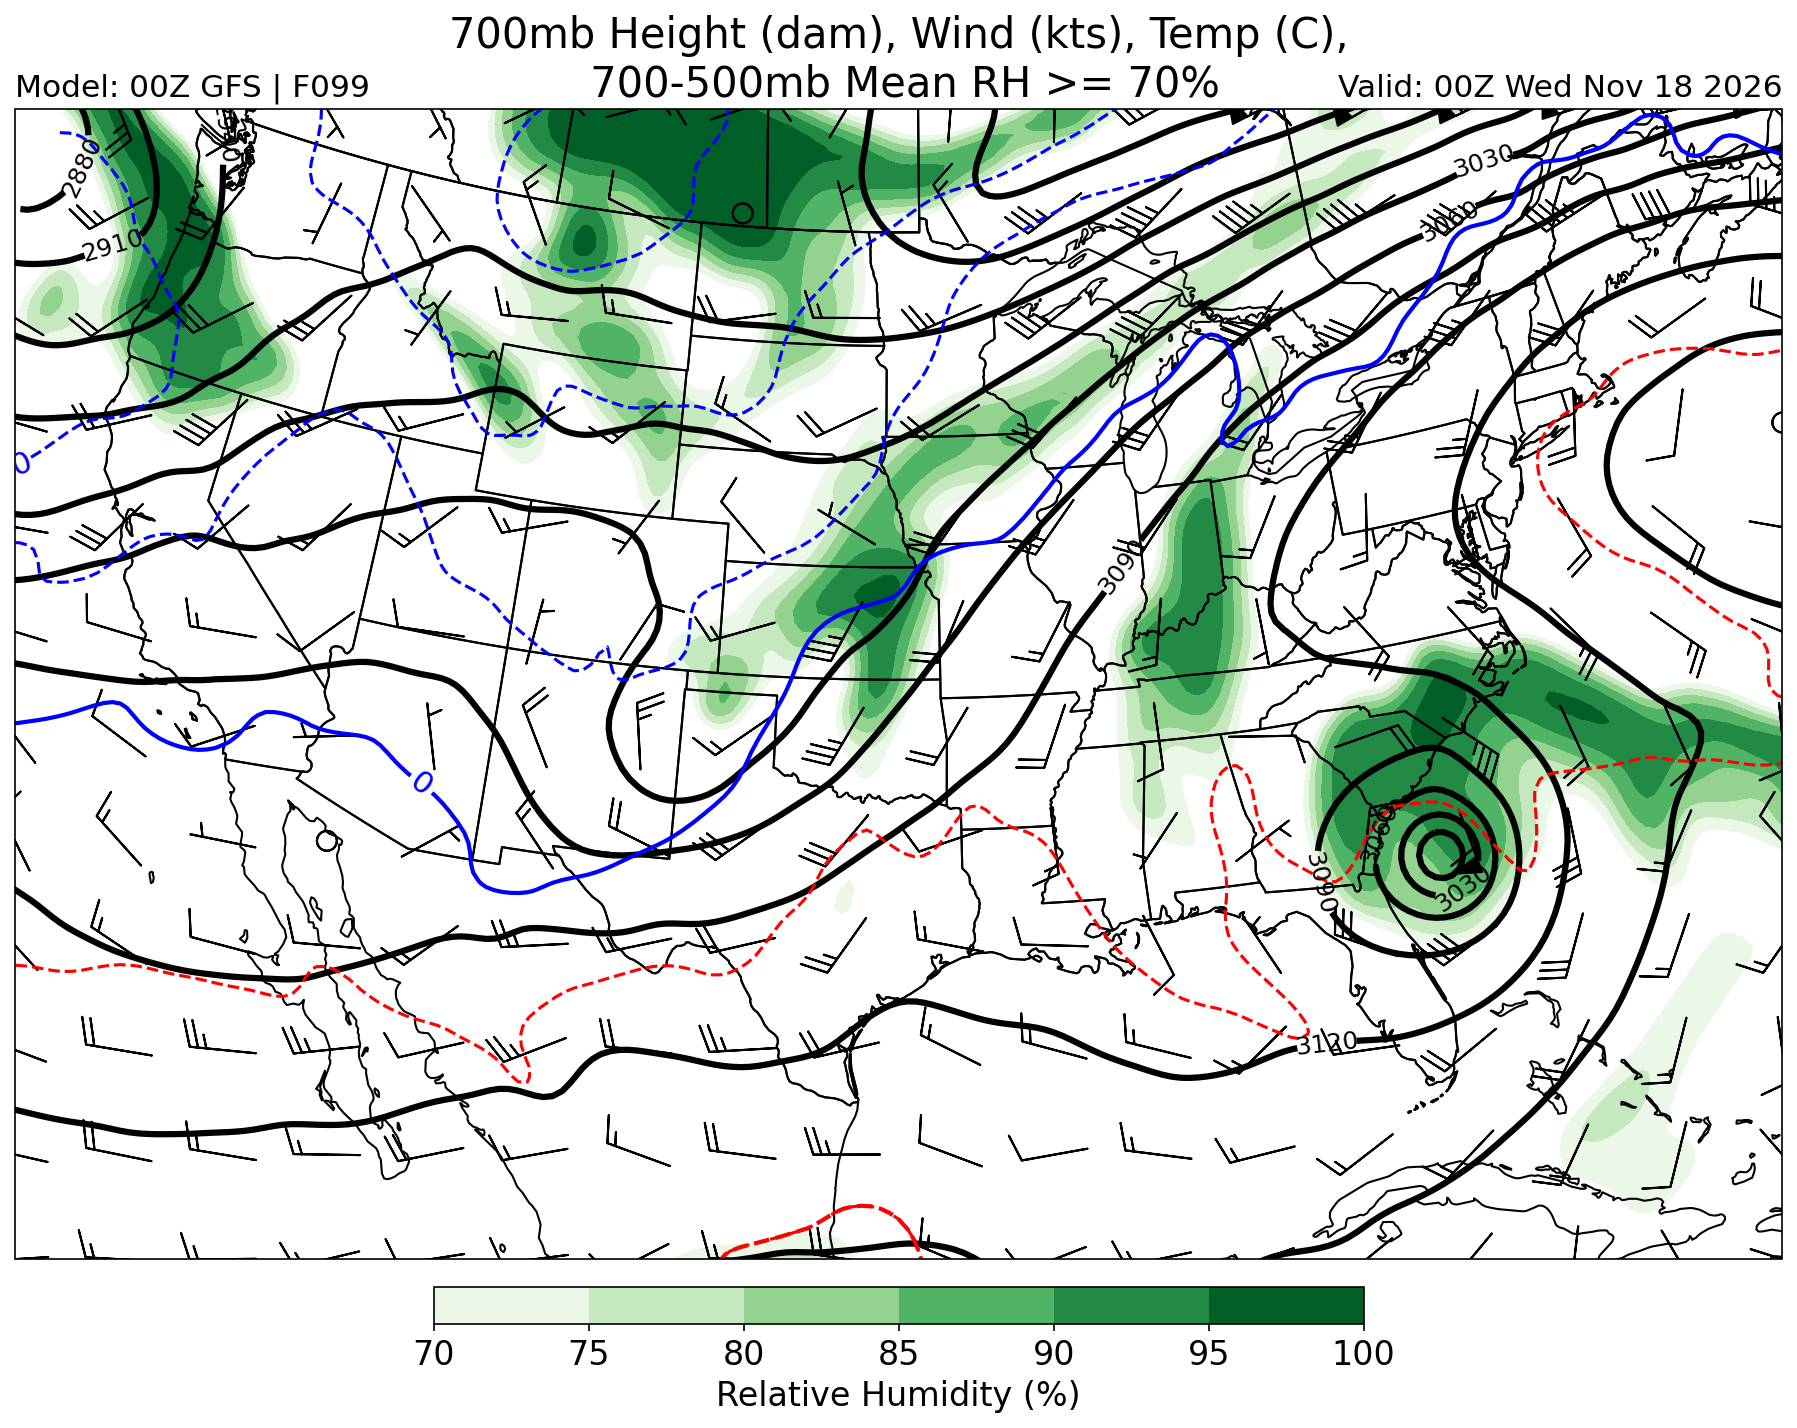 700mb Height (dam), Wind (kts), Temp (C),
Model: 00Z GFS | F099
700-500mb Mean RH >= 70%
Valid: 00Z Wed Nov 18 2026
2880
2910
3030
3060
3090
0
0
3060
3030
3090
3120
70 75 80 85 90 95 100
Relative Humidity (%)